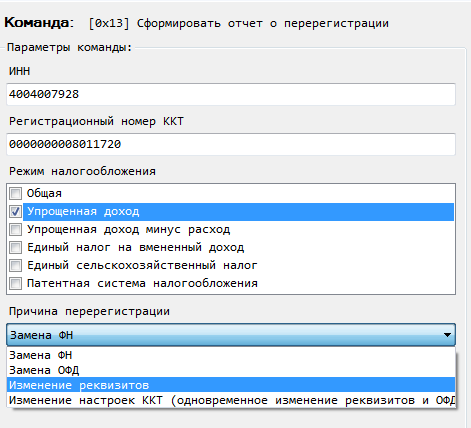 Команда: [0x13] Сформировать отчет о перерегистрации
Параметры команды:
ИНН
4004007928
Регистрационный номер ККТ
0000000008011720
Режим налогообложения
Общая
Упрощенная доход
Упрощенная доход минус расход
Единый налог на вмененный доход
Единый сельскохозяйственный налог
Патентная система налогообложения
Причина перерегистрации
Замена ФН
Замена ФН
Замена ОФД
Изменение реквизитов
Изменение настроек ККТ (одновременное изменение реквизитов и ОФД